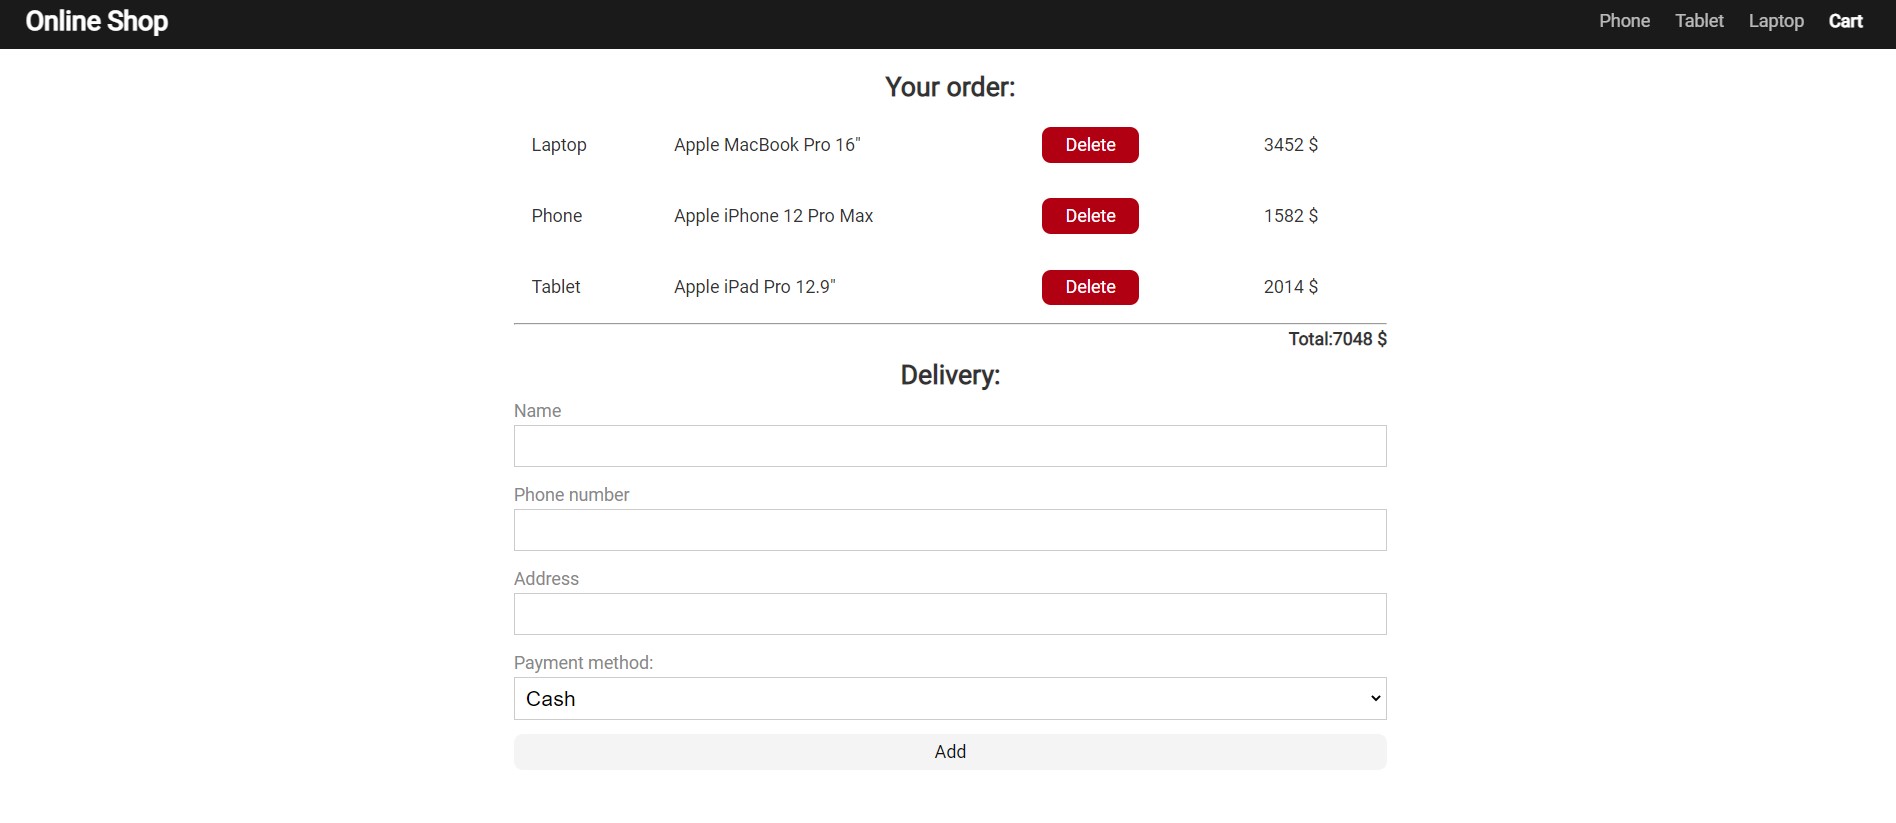 Online Shop Phone Tablet Laptop Cart
Your order:
Laptop Apple MacBook Pro 16" Delete 3452 $
Phone Apple iPhone 12 Pro Max Delete 1582 $
Tablet Apple iPad Pro 12.9" Delete 2014 $
Total:7048 $
Delivery:
Name
Phone number
Address
Payment method:
Cash
Add